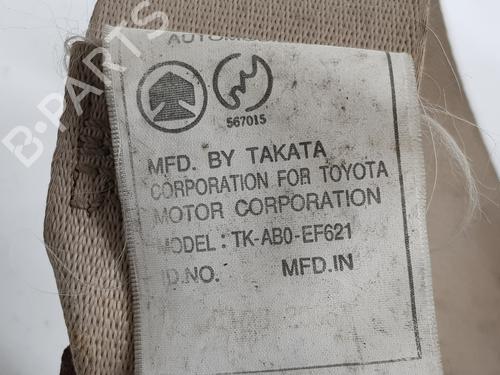 B-PARTS
567015
MFD. BY TAKATA
CORPORATION FOR TOYOTA
MOTOR CORPORATION
MODEL : TK-AB0-EF621
ID.NO. MFD.IN